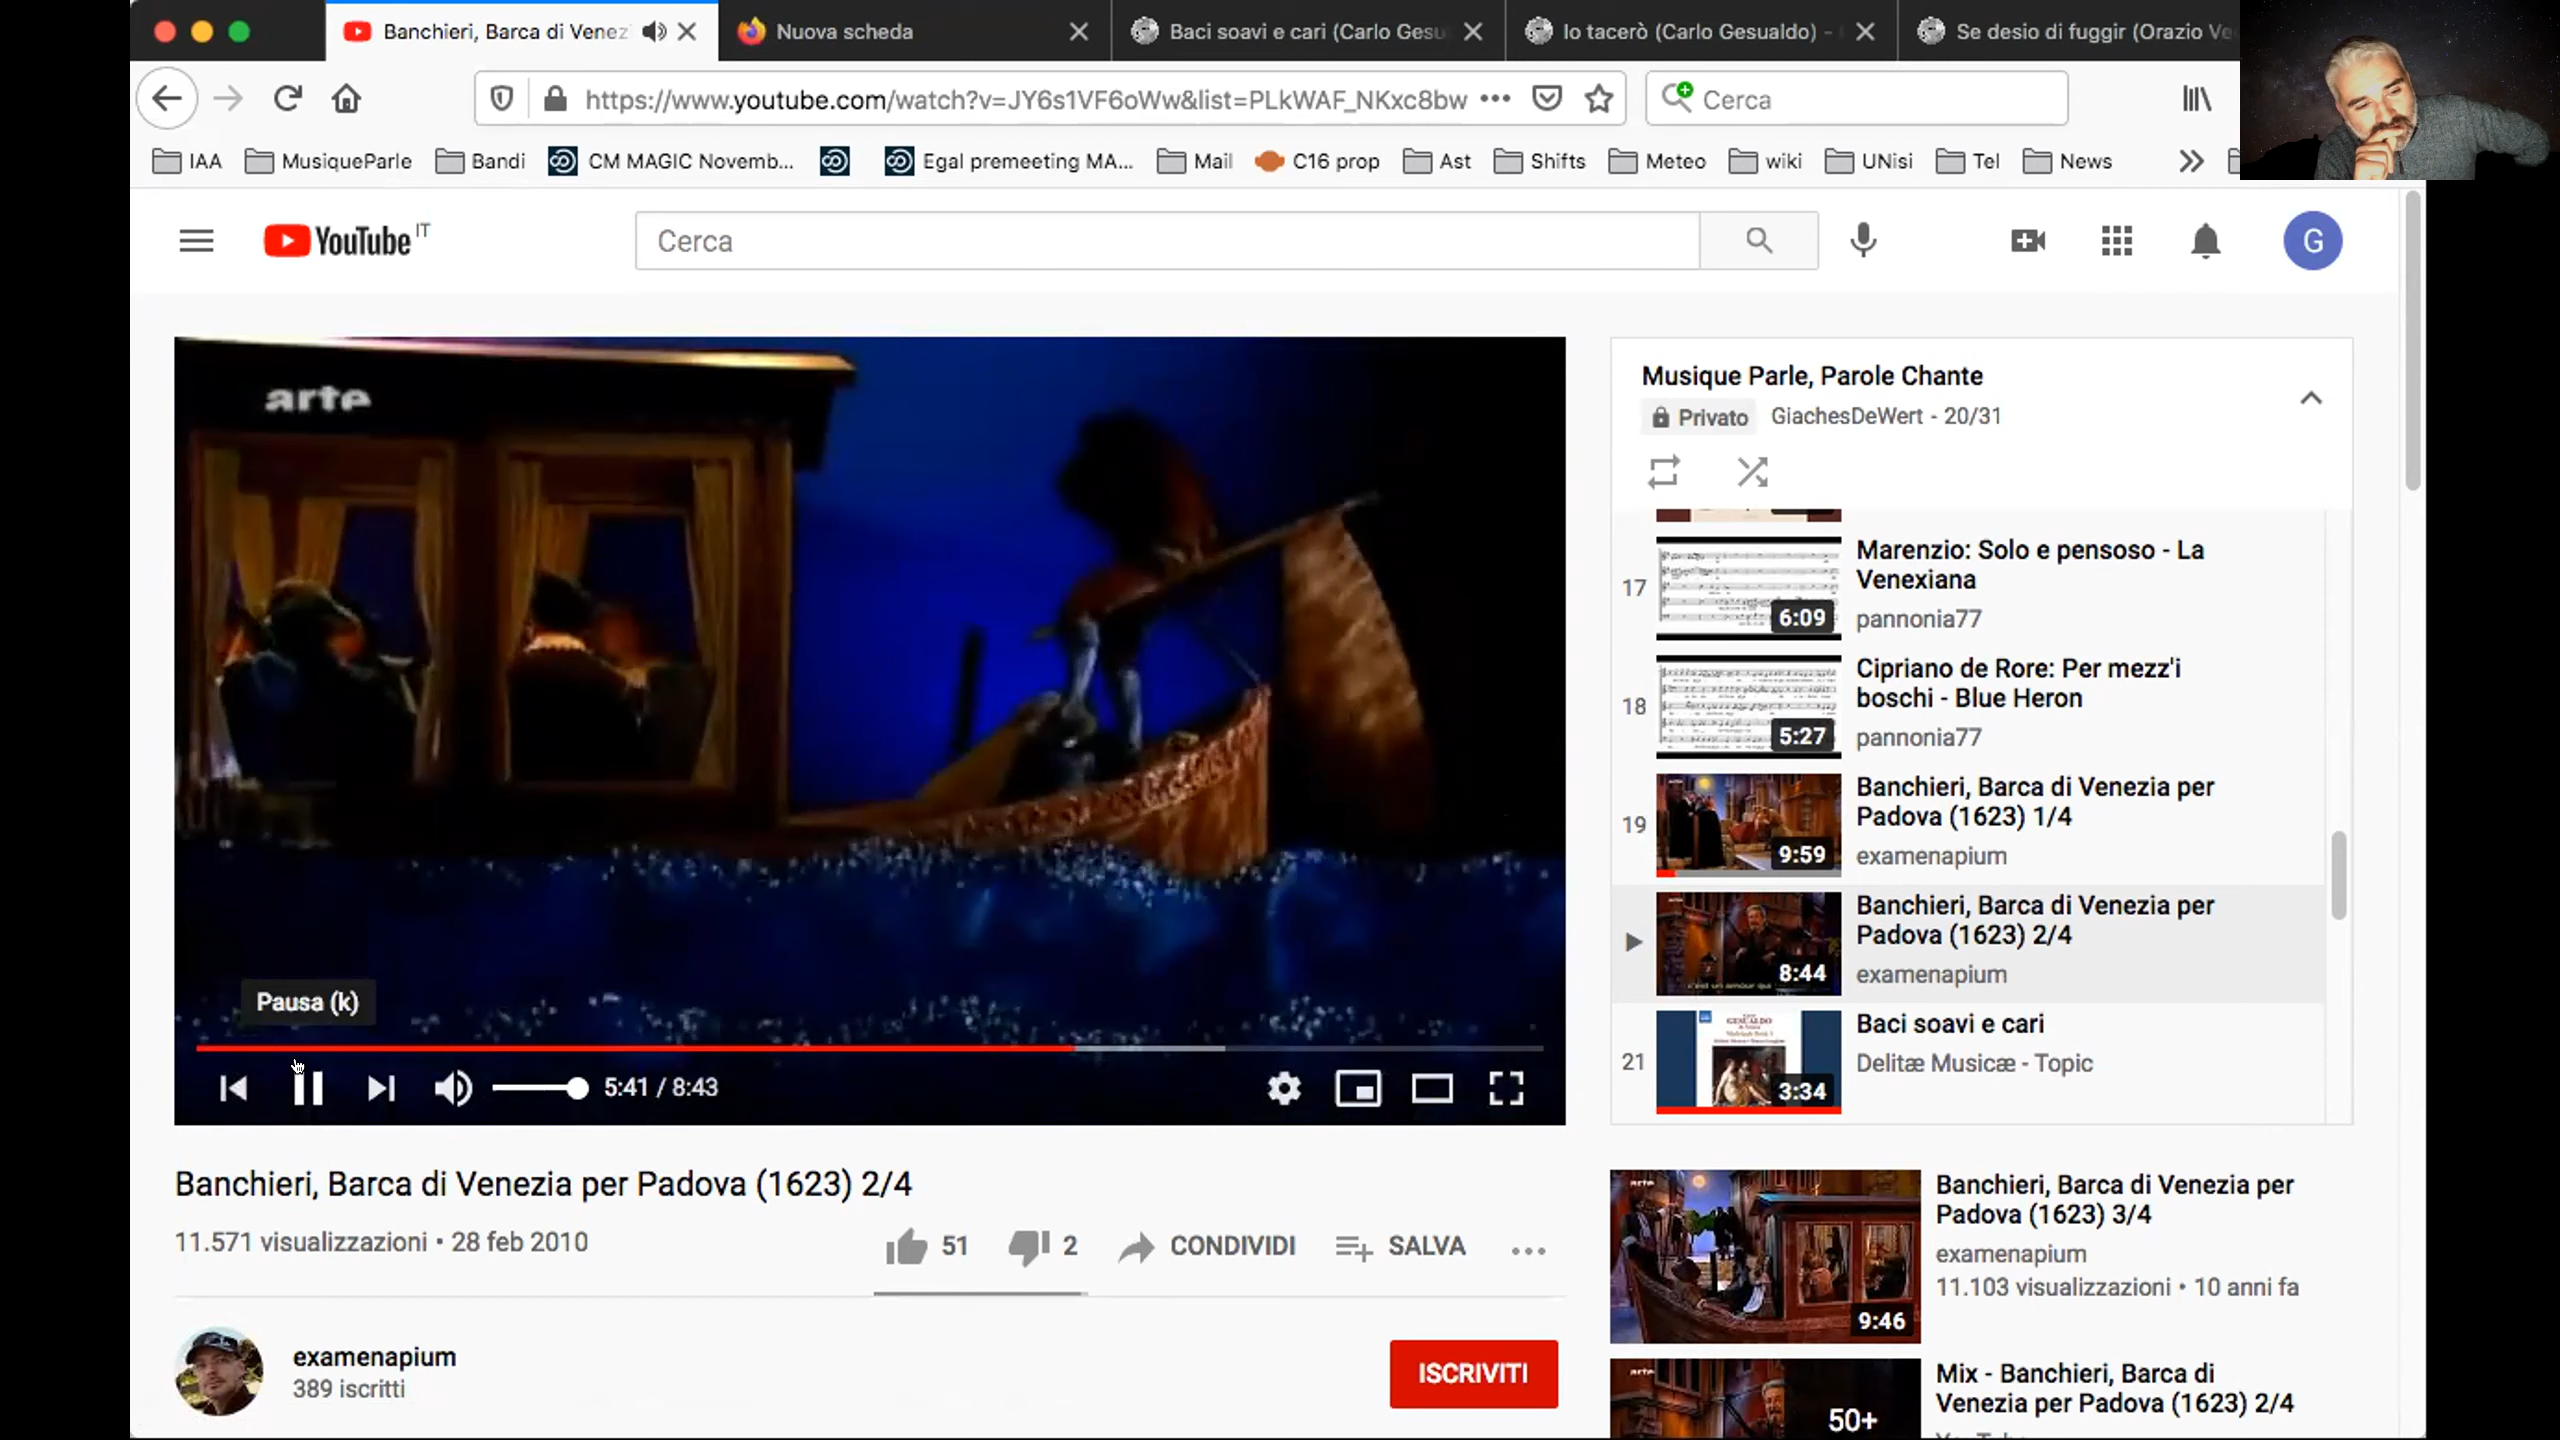 Banchieri, Barca di Venez
Nuova scheda
Baci soavi e cari (Carlo Gesu
Io tacerò (Carlo Gesualdo) –
Se desio di fuggir (Orazio Ve
https://www.youtube.com/watch?v=JY6s1VF6oWw&list=PLkWAF_NKxc8bw
Cerca
IAA
MusiqueParle
Bandi
CM MAGIC Novemb...
Egal premeeting MA...
Mail
C16 prop
Ast
Shifts
Meteo
wiki
UNisi
Tel
News
YouTube IT
Cerca
G
arte
Pausa (k)
5:41 / 8:43
Musique Parle, Parole Chante
Privato
GiachesDeWert - 20/31
17
6:09
Marenzio: Solo e pensoso - La
Venexiana
pannonia77
18
5:27
Cipriano de Rore: Per mezz'i
boschi - Blue Heron
pannonia77
19
9:59
Banchieri, Barca di Venezia per
Padova (1623) 1/4
examenapium
8:44
c'est un amour qui
Banchieri, Barca di Venezia per
Padova (1623) 2/4
examenapium
21
GESUALDO
3:34
Baci soavi e cari
Delitæ Musicæ - Topic
Banchieri, Barca di Venezia per Padova (1623) 2/4
11.571 visualizzazioni • 28 feb 2010
51
2
CONDIVIDI
SALVA
examenapium
389 iscritti
ISCRIVITI
arte
9:46
Banchieri, Barca di Venezia per
Padova (1623) 3/4
examenapium
11.103 visualizzazioni • 10 anni fa
arte
50+
Mix - Banchieri, Barca di
Venezia per Padova (1623) 2/4